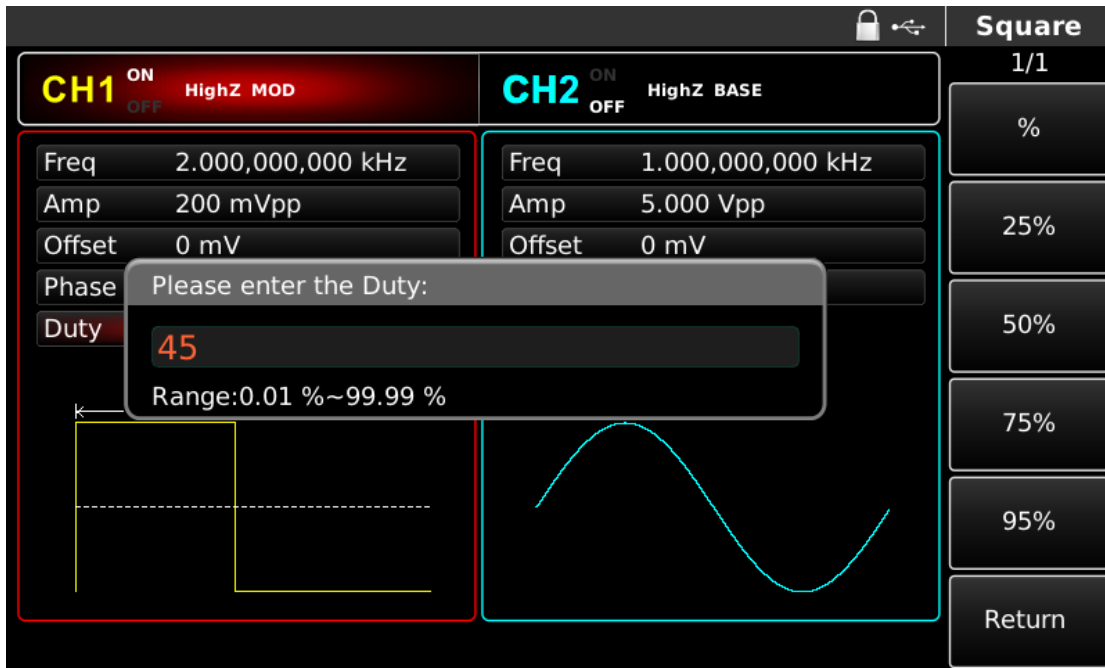 Square
1/1
CH1 ON OFF HighZ MOD
CH2 ON OFF HighZ BASE
Freq 2.000,000,000 kHz
Amp 200 mVpp
Offset 0 mV
Phase
Duty
Freq 1.000,000,000 kHz
Amp 5.000 Vpp
Offset 0 mV
Please enter the Duty:
45
Range:0.01 %~99.99 %
%
25%
50%
75%
95%
Return